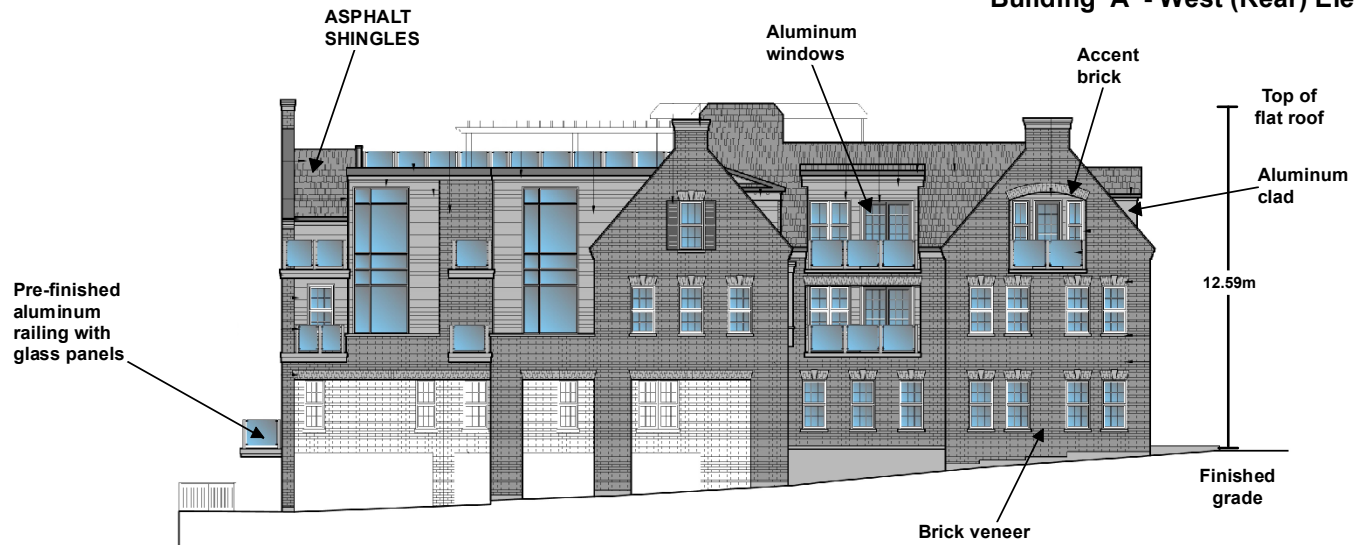 Building "A" - West (Rear) Ele
ASPHALT
SHINGLES
Aluminum
windows
Accent
brick
Top of
flat roof
Aluminum
clad
12.59m
Pre-finished
aluminum
railing with
glass panels
Finished
grade
Brick veneer